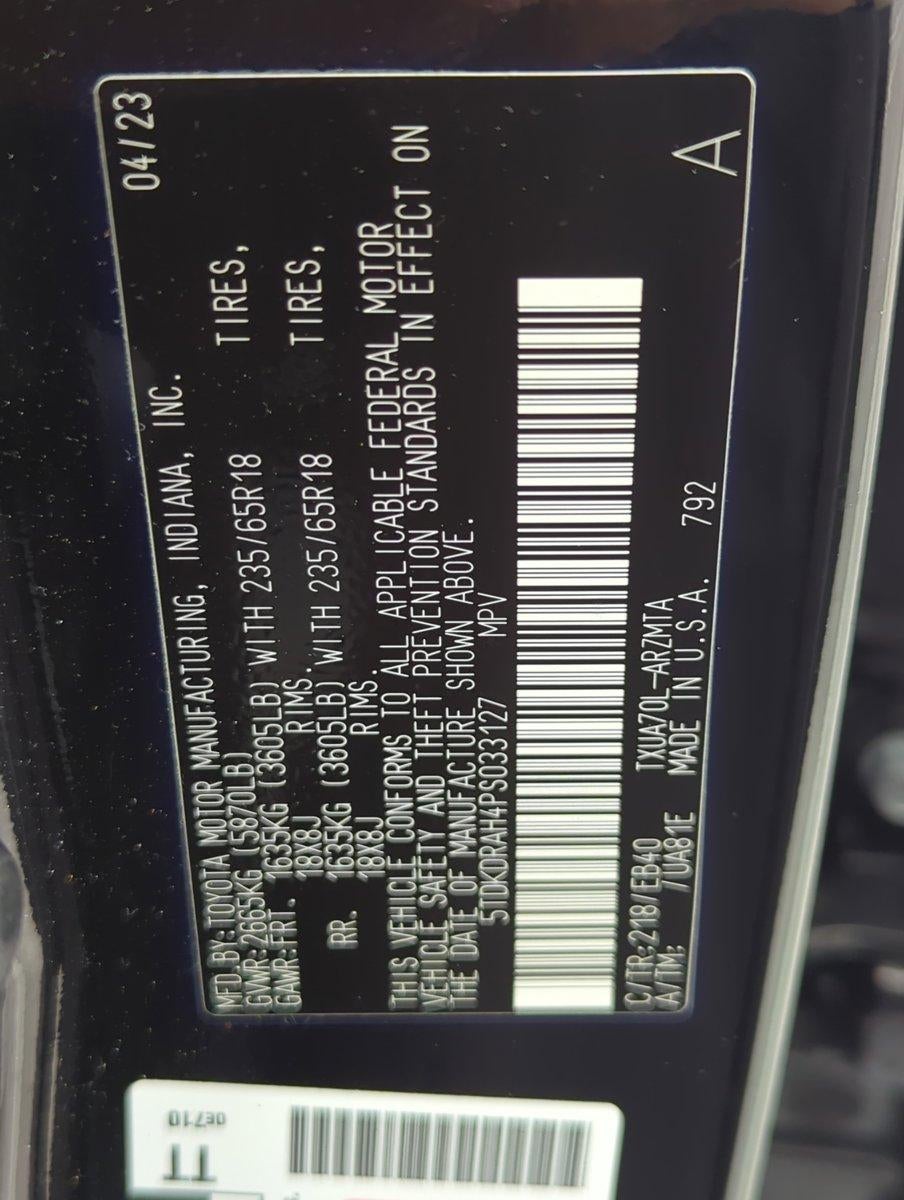 MFD.BY:TOYOTA MOTOR MANUFACTURING, INDIANA, INC. 04/23
GVWR:2665KG (5870LB)
GAWR:FRT. 1635KG (3605LB) WITH 235/65R18 TIRES,
18X8J RIMS.
RR. 1635KG (3605LB) WITH 235/65R18 TIRES,
18X8J RIMS.
THIS VEHICLE CONFORMS TO ALL APPLICABLE FEDERAL MOTOR
VEHICLE SAFETY AND THEFT PREVENTION STANDARDS IN EFFECT ON
THE DATE OF MANUFACTURE SHOWN ABOVE.
5TDKDRAH4PS033127 MPV
C/TR:218/EB40 TXUA70L-ARZMTA
A/TM: /UA81E MADE IN U.S.A. 792 A
0E710